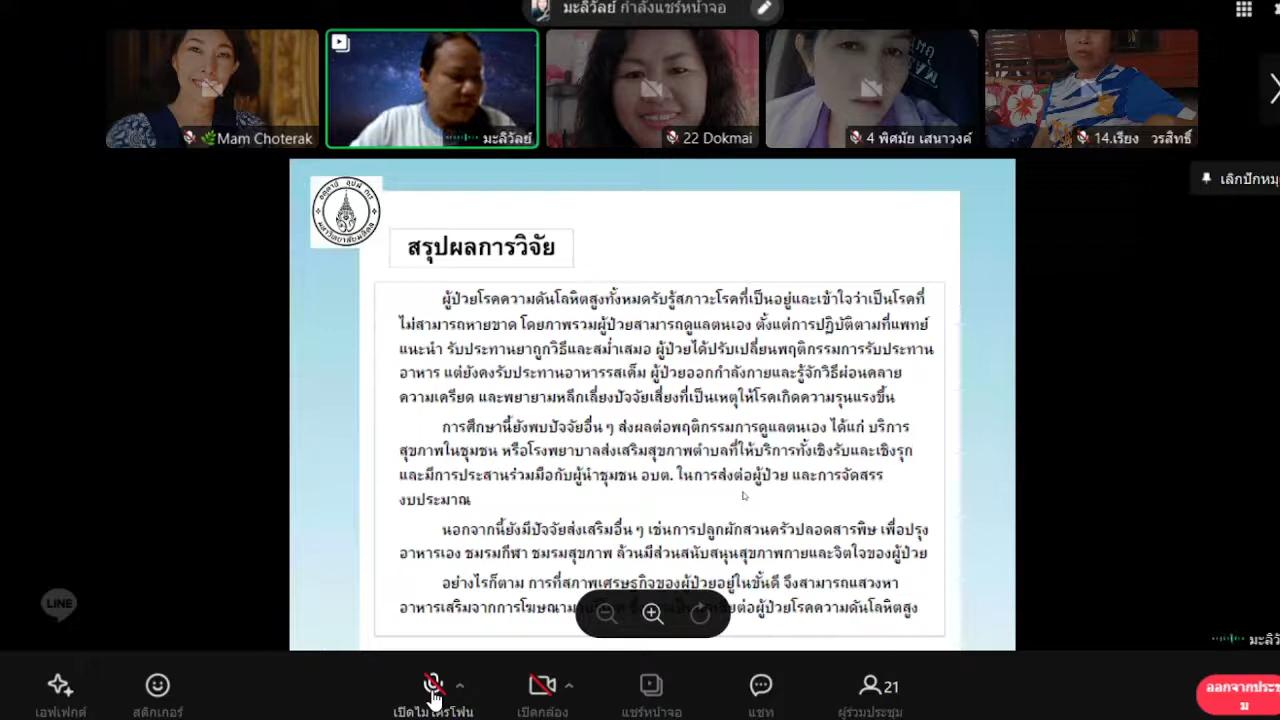 มะลิวัลย์ กำลังแชร์หน้าจอ
🌿Mam Choterak
มะลิวัลย์
22 Dokmai
4 พิศมัย เสนาวงค์
14.เรียง วรสิทธิ์
เลิกปักหมุ
สรุปผลการวิจัย
ผู้ป่วยโรคความดันโลหิตสูงทั้งหมดรับรู้สภาวะโรคที่เป็นอยู่และเข้าใจว่าเป็นโรคที่
ไม่สามารถหายขาด โดยภาพรวมผู้ป่วยสามารถดูแลตนเอง ตั้งแต่การปฏิบัติตามที่แพทย์
แนะนำ รับประทานยาถูกวิธีและสม่ำเสมอ ผู้ป่วยได้ปรับเปลี่ยนพฤติกรรมการรับประทาน
อาหาร แต่ยังคงรับประทานอาหารรสเค็ม ผู้ป่วยออกกำลังกายและรู้จักวิธีผ่อนคลาย
ความเครียด และพยายามหลีกเลี่ยงปัจจัยเสี่ยงที่เป็นเหตุให้โรคเกิดความรุนแรงขึ้น
การศึกษานี้ยังพบปัจจัยอื่น ๆ ส่งผลต่อพฤติกรรมการดูแลตนเอง ได้แก่ บริการ
สุขภาพในชุมชน หรือโรงพยาบาลส่งเสริมสุขภาพตำบลที่ให้บริการทั้งเชิงรับและเชิงรุก
และมีการประสานร่วมมือกับผู้นำชุมชน อบต. ในการส่งต่อผู้ป่วย และการจัดสรร
งบประมาณ
นอกจากนี้ยังมีปัจจัยส่งเสริมอื่น ๆ เช่นการปลูกผักสวนครัวปลอดสารพิษ เพื่อปรุง
อาหารเอง ชมรมกีฬา ชมรมสุขภาพ ล้วนมีส่วนสนับสนุนสุขภาพกายและจิตใจของผู้ป่วย
อย่างไรก็ตาม การที่สภาพเศรษฐกิจของผู้ป่วยอยู่ในขั้นดี จึงสามารถแสวงหา
อาหารเสริมจากการโฆษณามา ต่อผู้ป่วยโรคความดันโลหิตสูง
LINE
มะลิวั
21
เอฟเฟกต์ สติกเกอร์ เปิดไมโครโฟน เปิดกล้อง แชร์หน้าจอ แชท ผู้ร่วมประชุม
ออกจากประชุ
ม